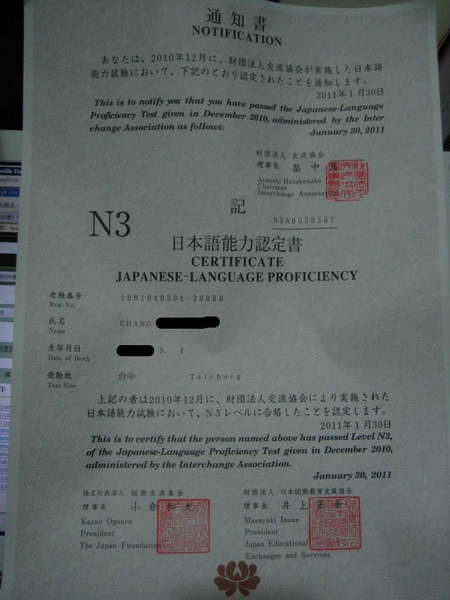 通知書
NOTIFICATION
あなたは、2010年12月に、財団法人交流協会が実施した日本語
能力試験において、下記のとおり認定されたことを通知します。
2011年1月30日
This is to notify you that you have passed the Japanese-Language
Proficiency Test given in December 2010, administered by the Inter
change Association as follows:
January 30, 2011
財団法人 交流協会
理事長 畠中
Atsushi Hatakenaka
Chairman
Interchange Association
記
N3A005056T
N3
日本語能力認定書
CERTIFICATE
JAPANESE-LANGUAGE PROFICIENCY
受験番号
Reg-No.
10B1040301-30080
氏名
Name
CHANG
生年月日
Date of Birth
5. 4
受験地
Test Site
台中 Taichung
上記の者は2010年12月に、財団法人交流協会により実施された
日本語能力試験において、N3レベルに合格したことを認定します。
2011年1月30日
This is to certify that the person named above has passed Level N3,
of the Japanese-Language Proficiency Test given in December 2010,
administered by the Interchange Association.
January 30, 2011
独立行政法人 国際交流基金
理事長 小倉和夫
Kazuo Ogoura
President
The Japan Foundation
財団法人 日本国際教育支援協会
理事長 井上正幸
Masayuki Inoue
President
Japan Educational
Exchanges and Services